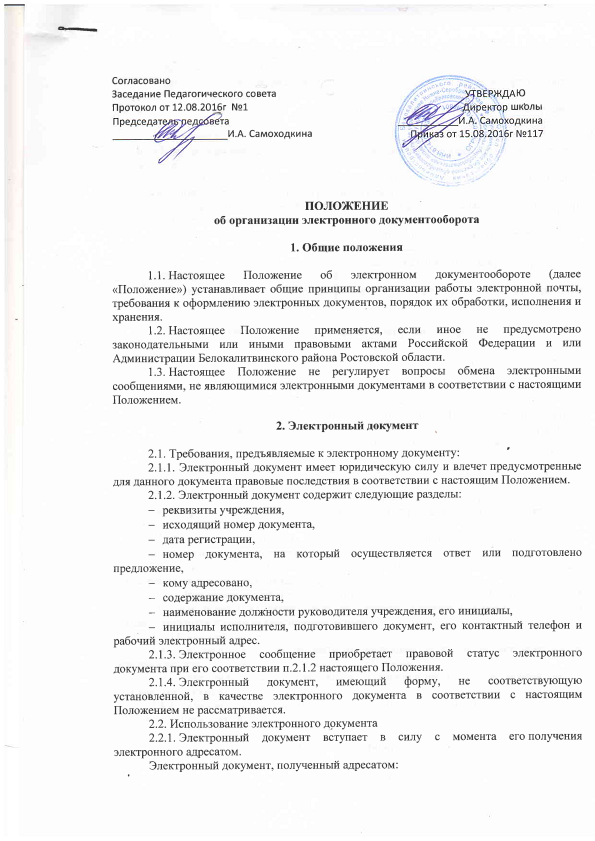 Согласовано
Заседание Педагогического совета
УТВЕРЖДАЮ
Протокол от 12.08.2016г №1
Директор школы
Председатель педсовета
И.А. Самоходкина
И.А. Самоходкина
Приказ от 15.08.2016г №117
ПОЛОЖЕНИЕ
об организации электронного документооборота
1. Общие положения
1.1. Настоящее Положение об электронном документообороте (далее
«Положение») устанавливает общие принципы организации работы электронной почты,
требования к оформлению электронных документов, порядок их обработки, исполнения и
хранения.
1.2. Настоящее Положение применяется, если иное не предусмотрено
законодательными или иными правовыми актами Российской Федерации и или
Администрации Белокалитвинского района Ростовской области.
1.3. Настоящее Положение не регулирует вопросы обмена электронными
сообщениями, не являющимися электронными документами в соответствии с настоящим
Положением.
2. Электронный документ
2.1. Требования, предъявляемые к электронному документу:
2.1.1. Электронный документ имеет юридическую силу и влечет предусмотренные
для данного документа правовые последствия в соответствии с настоящим Положением.
2.1.2. Электронный документ содержит следующие разделы:
– реквизиты учреждения,
– исходящий номер документа,
– дата регистрации,
– номер документа, на который осуществляется ответ или подготовлено
предложение,
– кому адресовано,
– содержание документа,
– наименование должности руководителя учреждения, его инициалы,
– инициалы исполнителя, подготовившего документ, его контактный телефон и
рабочий электронный адрес.
2.1.3. Электронное сообщение приобретает правовой статус электронного
документа при его соответствии п.2.1.2 настоящего Положения.
2.1.4. Электронный документ, имеющий форму, не соответствующую
установленной, в качестве электронного документа в соответствии с настоящим
Положением не рассматривается.
2.2. Использование электронного документа
2.2.1. Электронный документ вступает в силу с момента его получения
электронного адресатом.
Электронный документ, полученный адресатом: